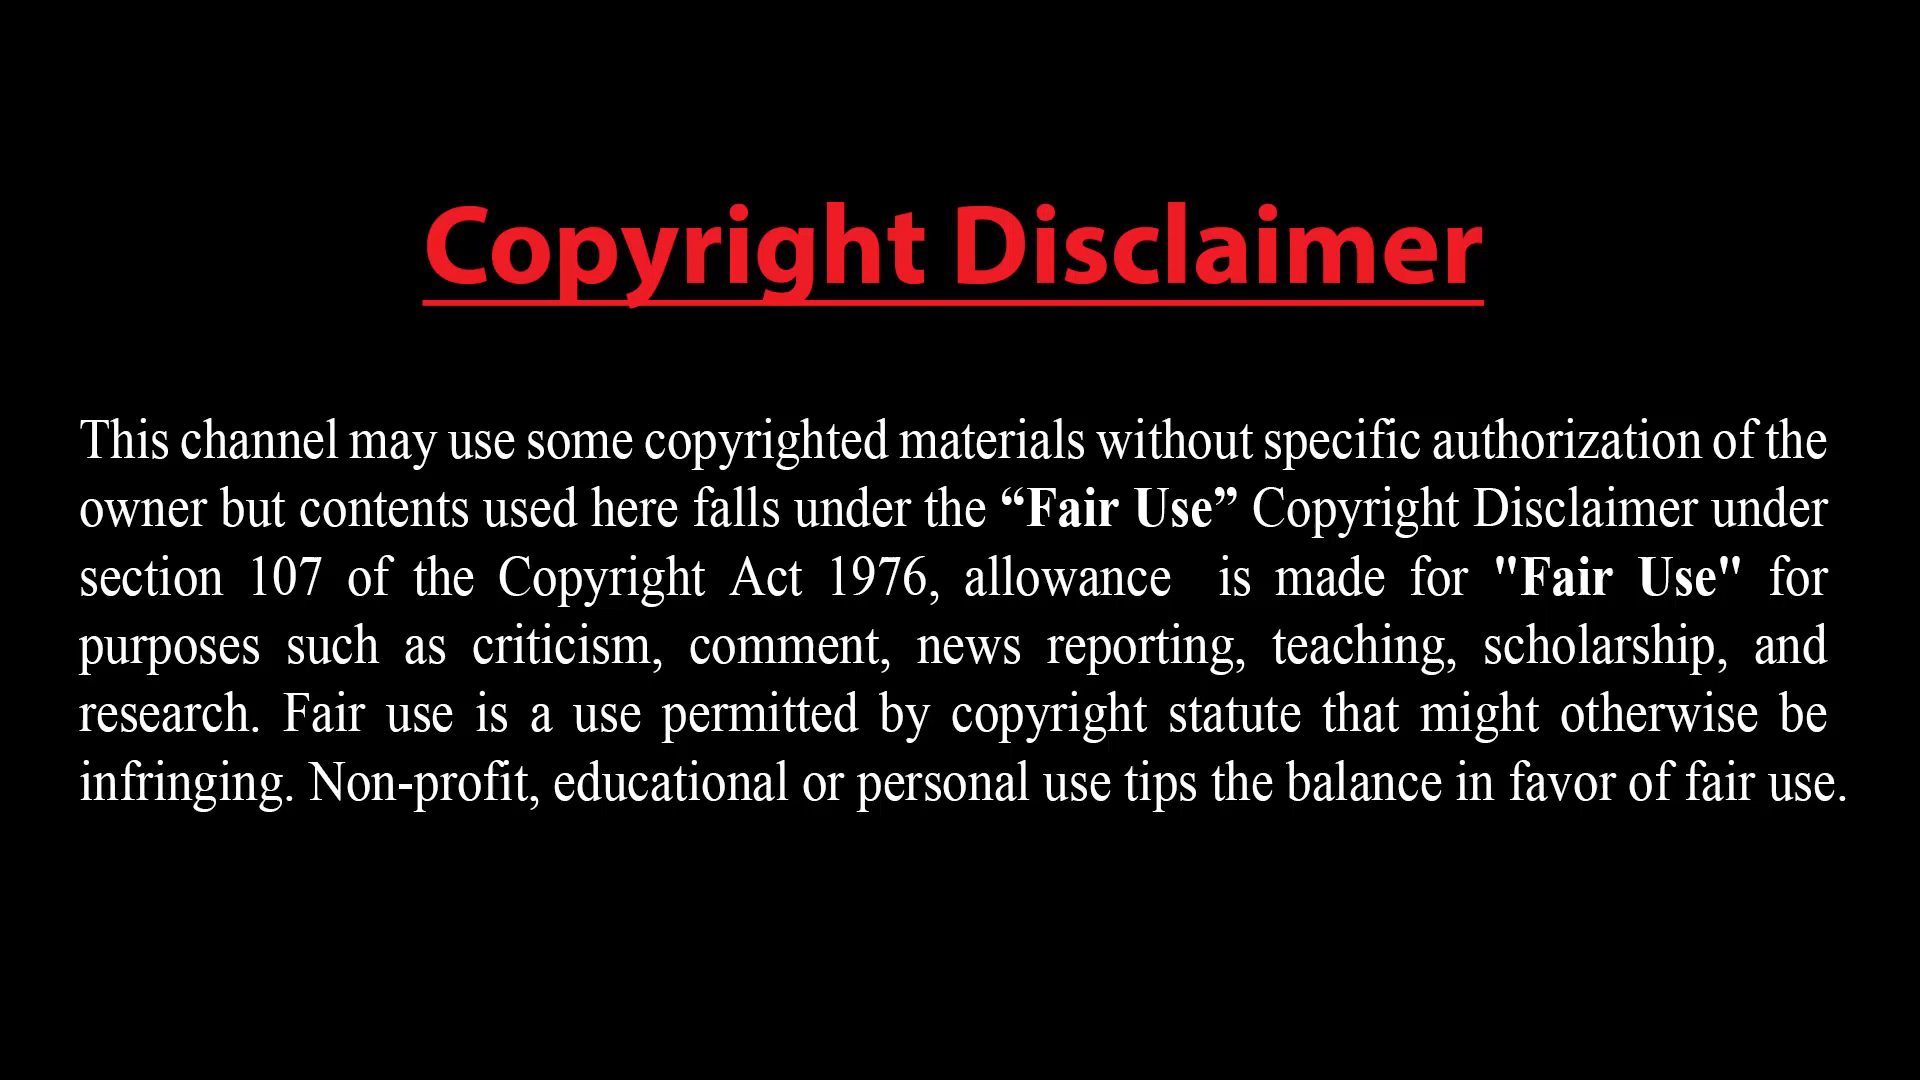 Copyright Disclaimer
This channel may use some copyrighted materials without specific authorization of the
owner but contents used here falls under the “Fair Use” Copyright Disclaimer under
section 107 of the Copyright Act 1976, allowance is made for "Fair Use" for
purposes such as criticism, comment, news reporting, teaching, scholarship, and
research. Fair use is a use permitted by copyright statute that might otherwise be
infringing. Non-profit, educational or personal use tips the balance in favor of fair use.